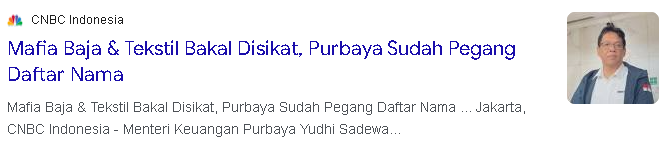 CNBC Indonesia
Mafia Baja & Tekstil Bakal Disikat, Purbaya Sudah Pegang
Daftar Nama
Mafia Baja & Tekstil Bakal Disikat, Purbaya Sudah Pegang Daftar Nama ... Jakarta,
CNBC Indonesia - Menteri Keuangan Purbaya Yudhi Sadewa...